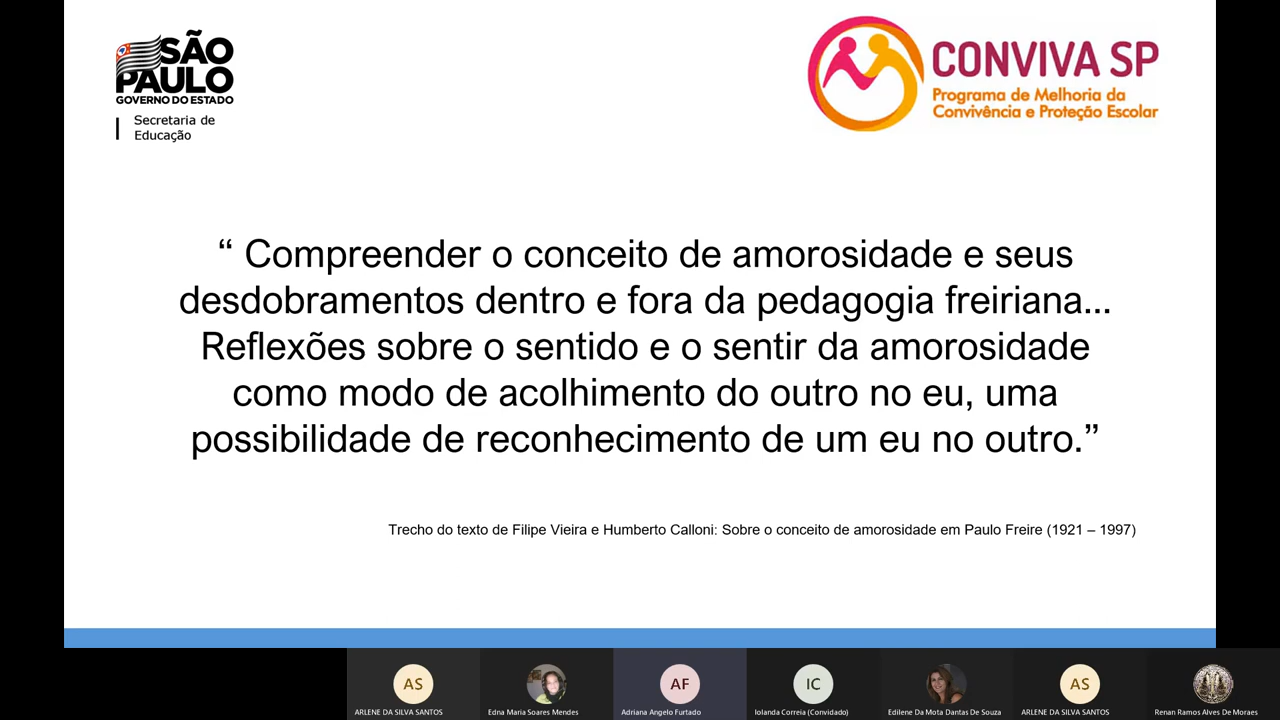 SÃO
PAULO
GOVERNO DO ESTADO
Secretaria de
Educação
CONVIVA SP
Programa de Melhoria da
Convivência e Proteção Escolar
“ Compreender o conceito de amorosidade e seus
desdobramentos dentro e fora da pedagogia freiriana...
Reflexões sobre o sentido e o sentir da amorosidade
como modo de acolhimento do outro no eu, uma
possibilidade de reconhecimento de um eu no outro.”
Trecho do texto de Filipe Vieira e Humberto Calloni: Sobre o conceito de amorosidade em Paulo Freire (1921 – 1997)
AS
ARLENE DA SILVA SANTOS
Edna Maria Soares Mendes
AF
Adriana Angelo Furtado
IC
Iolanda Correia (Convidado)
Edilene Da Mota Dantas De Souza
AS
ARLENE DA SILVA SANTOS
Renan Ramos Alves De Moraes